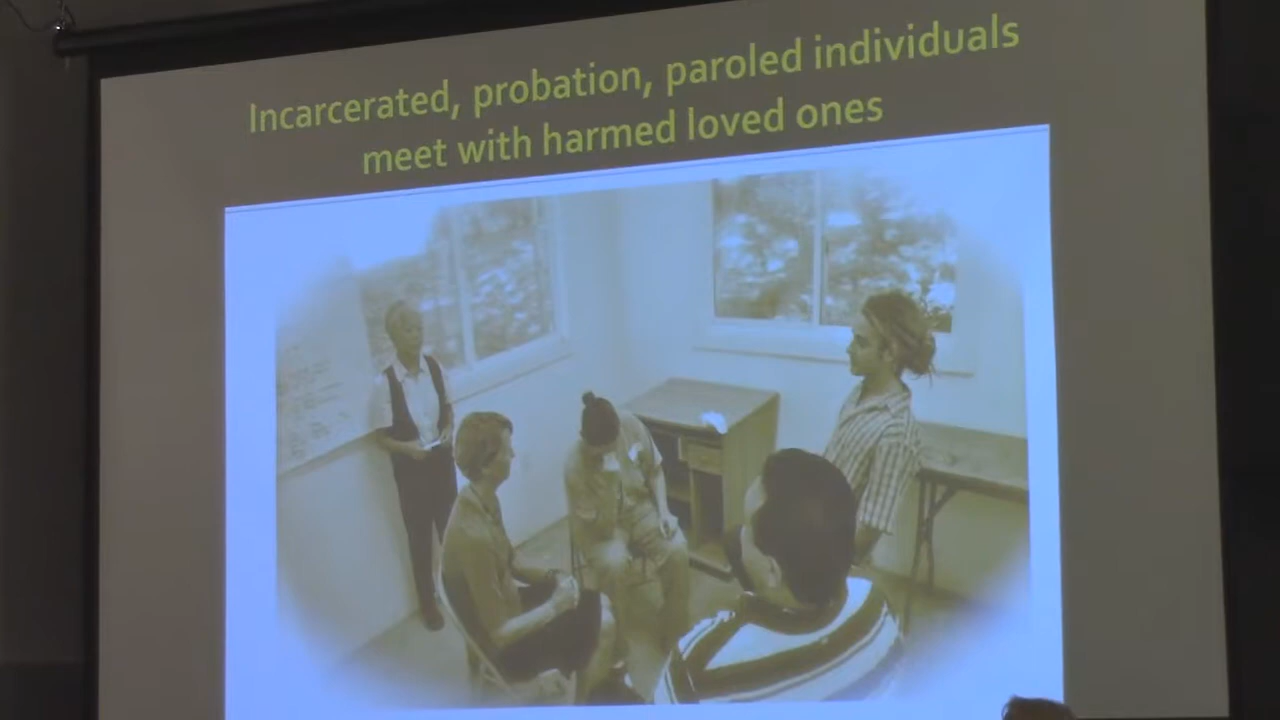 Incarcerated, probation, paroled individuals
meet with harmed loved ones